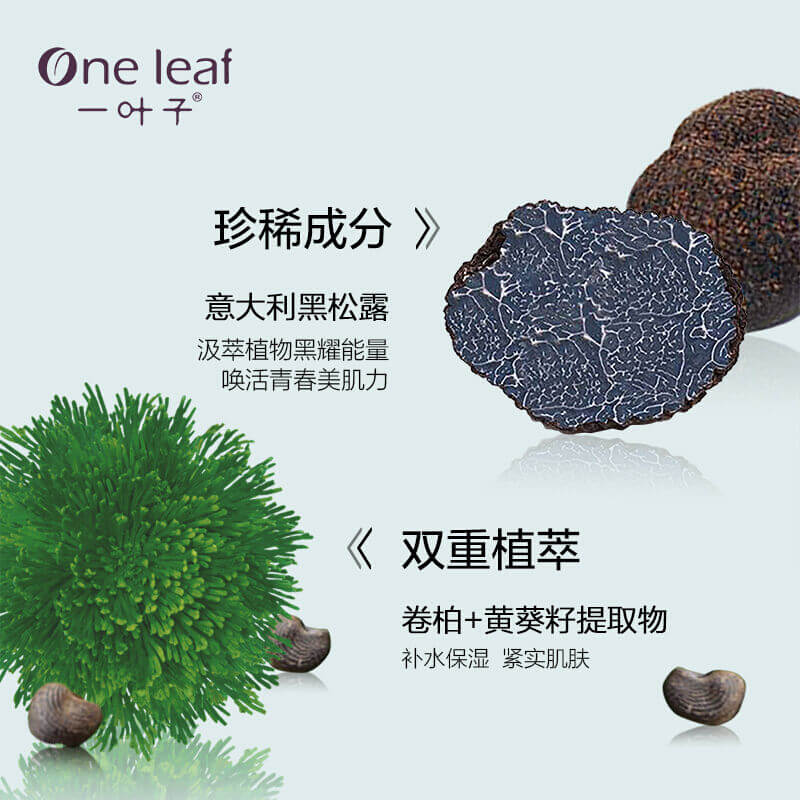 One leaf
一叶子®
珍稀成分
意大利黑松露
汲萃植物黑耀能量
唤活青春美肌力
双重植萃
卷柏+黄葵籽提取物
补水保湿 紧实肌肤